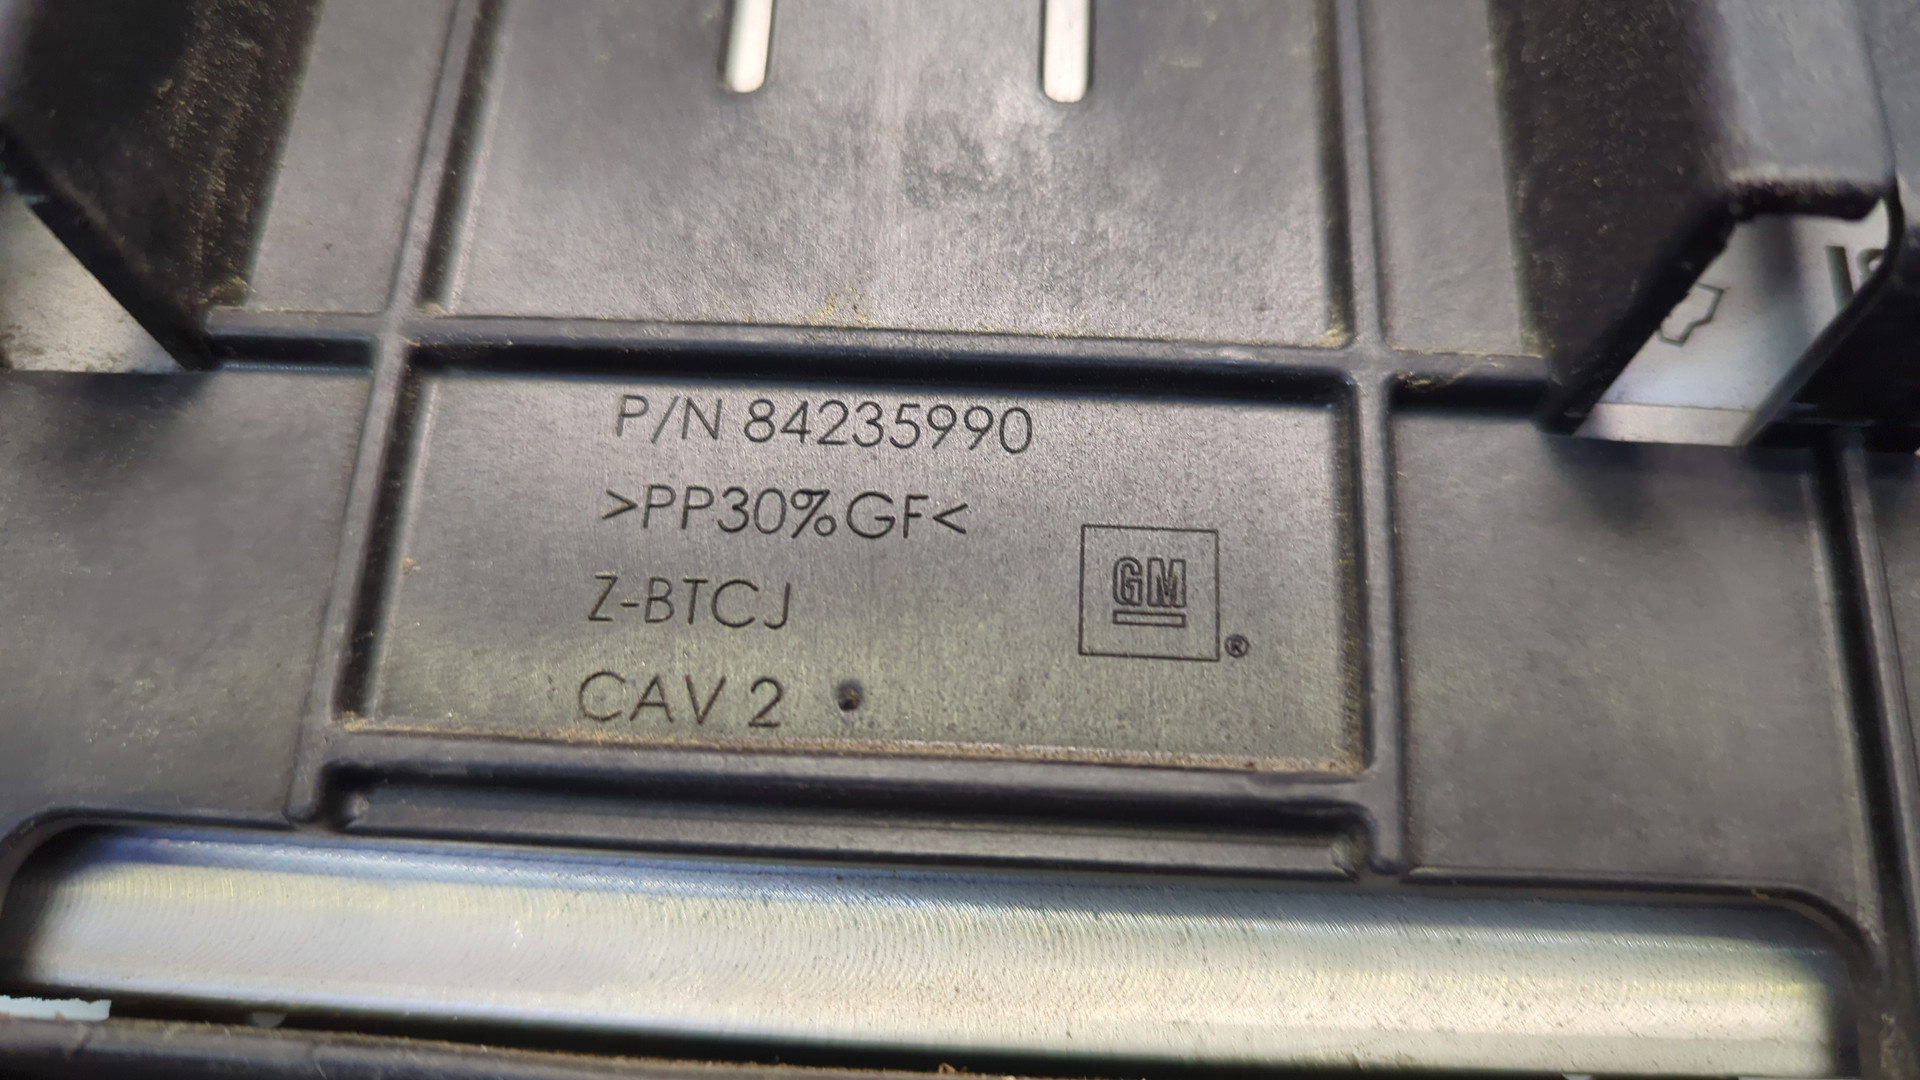 P/N 84235990
>PP30%GF<
Z-BTCJ
GM ®
CAV 2